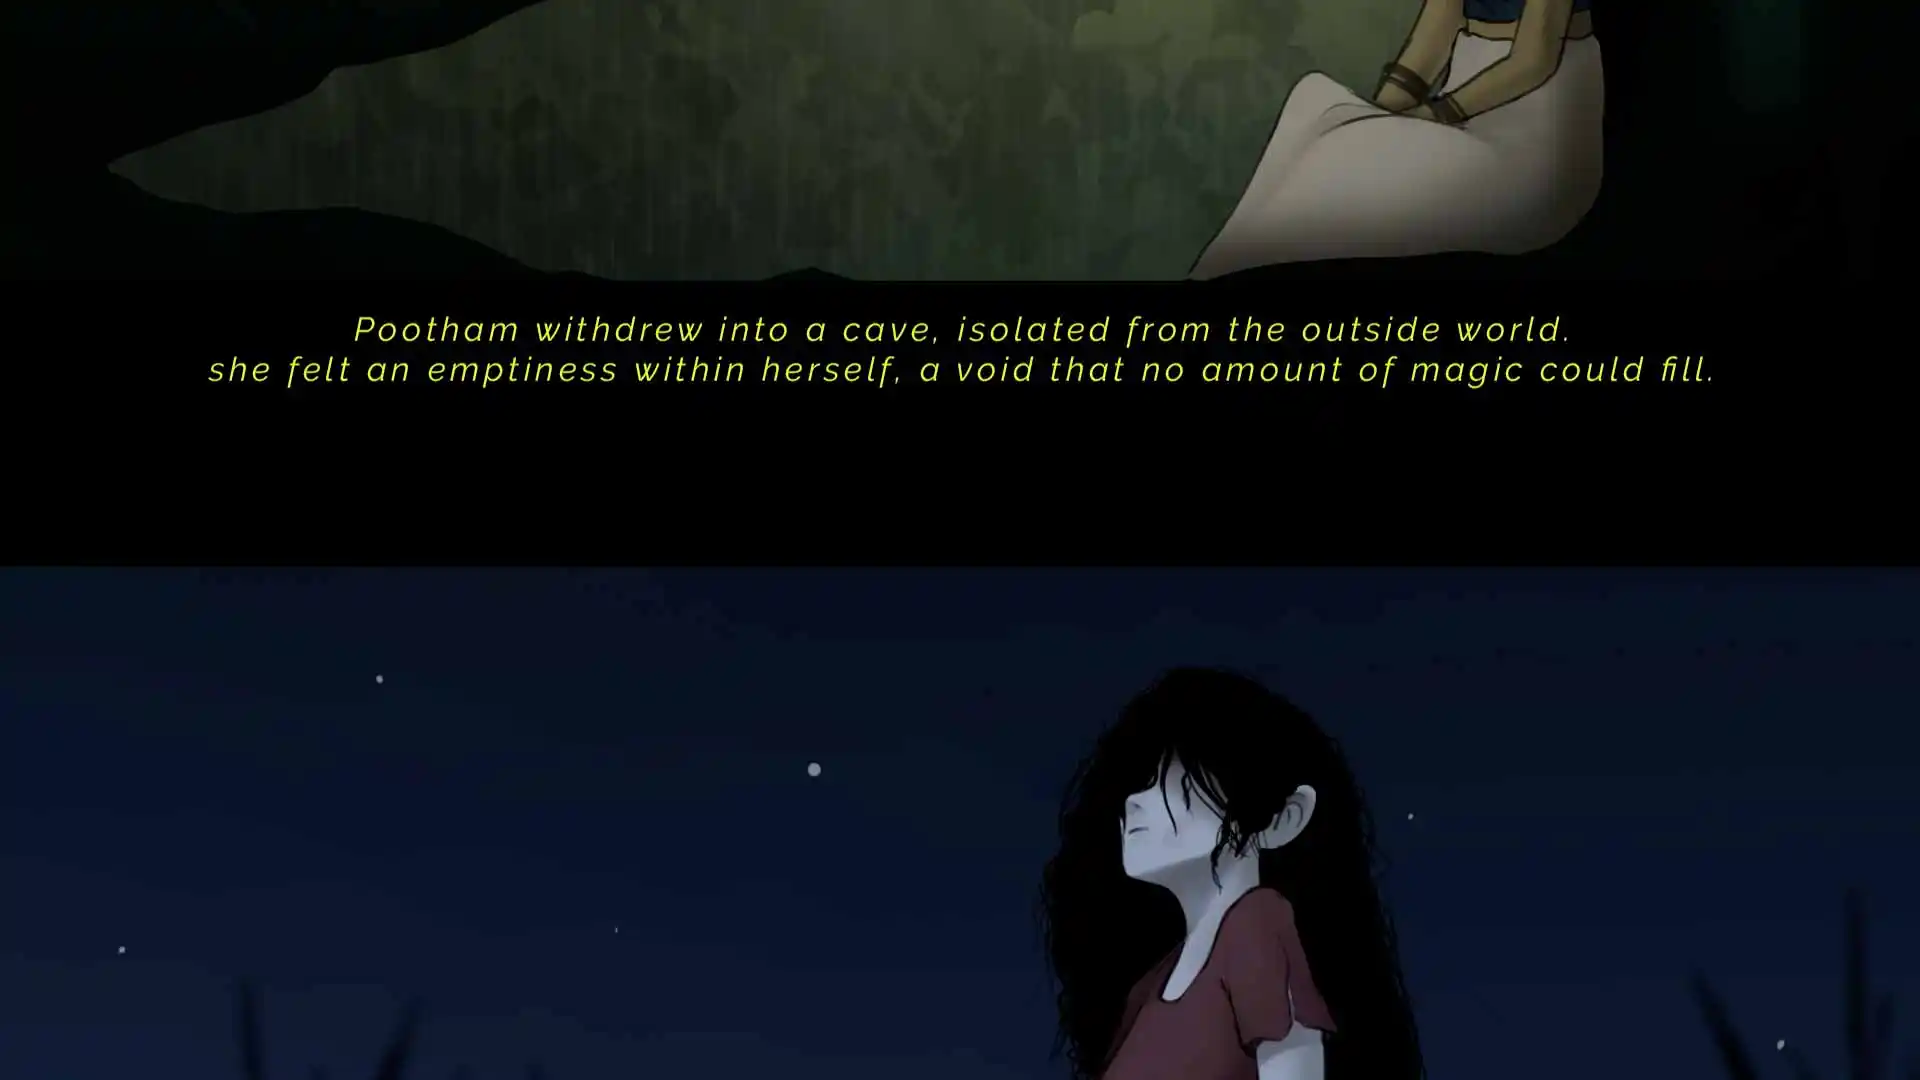 Pootham withdrew into a cave, isolated from the outside world.
she felt an emptiness within herself, a void that no amount of magic could fill.